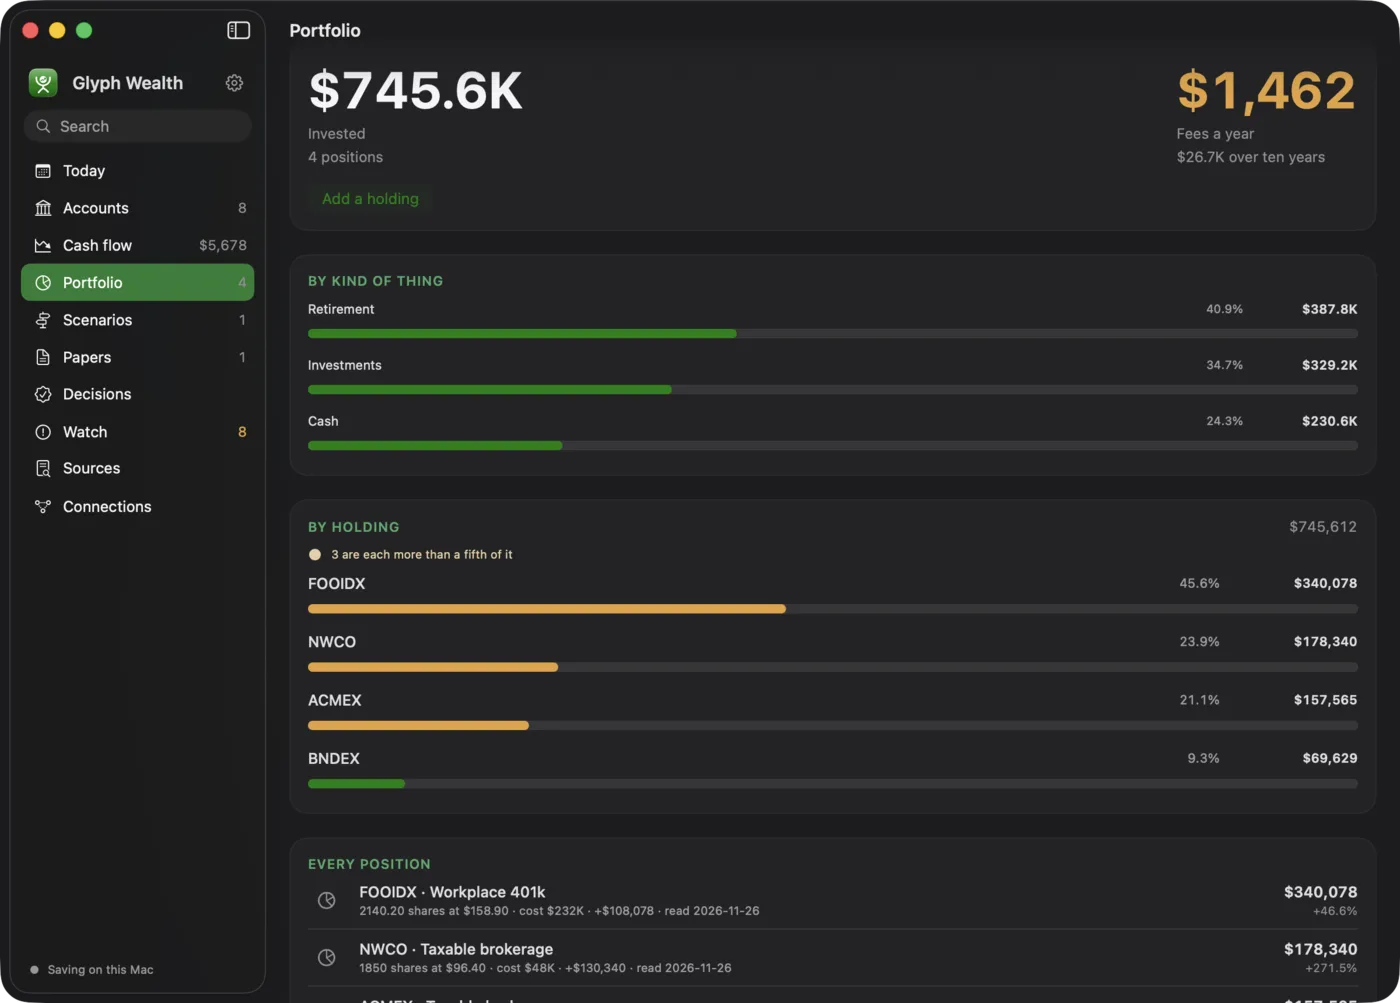 Portfolio
Glyph Wealth
Search
Today
Accounts 8
Cash flow $5,678
Portfolio 4
Scenarios 1
Papers 1
Decisions
Watch 8
Sources
Connections
Saving on this Mac
$745.6K
Invested
4 positions
Add a holding
$1,462
Fees a year
$26.7K over ten years
BY KIND OF THING
Retirement 40.9% $387.8K
Investments 34.7% $329.2K
Cash 24.3% $230.6K
BY HOLDING $745,612
3 are each more than a fifth of it
FOOIDX 45.6% $340,078
NWCO 23.9% $178,340
ACMEX 21.1% $157,565
BNDEX 9.3% $69,629
EVERY POSITION
FOOIDX · Workplace 401k $340,078
2140.20 shares at $158.90 · cost $232K · +$108,078 · read 2026-11-26 +46.6%
NWCO · Taxable brokerage $178,340
1850 shares at $96.40 · cost $48K · +$130,340 · read 2026-11-26 +271.5%